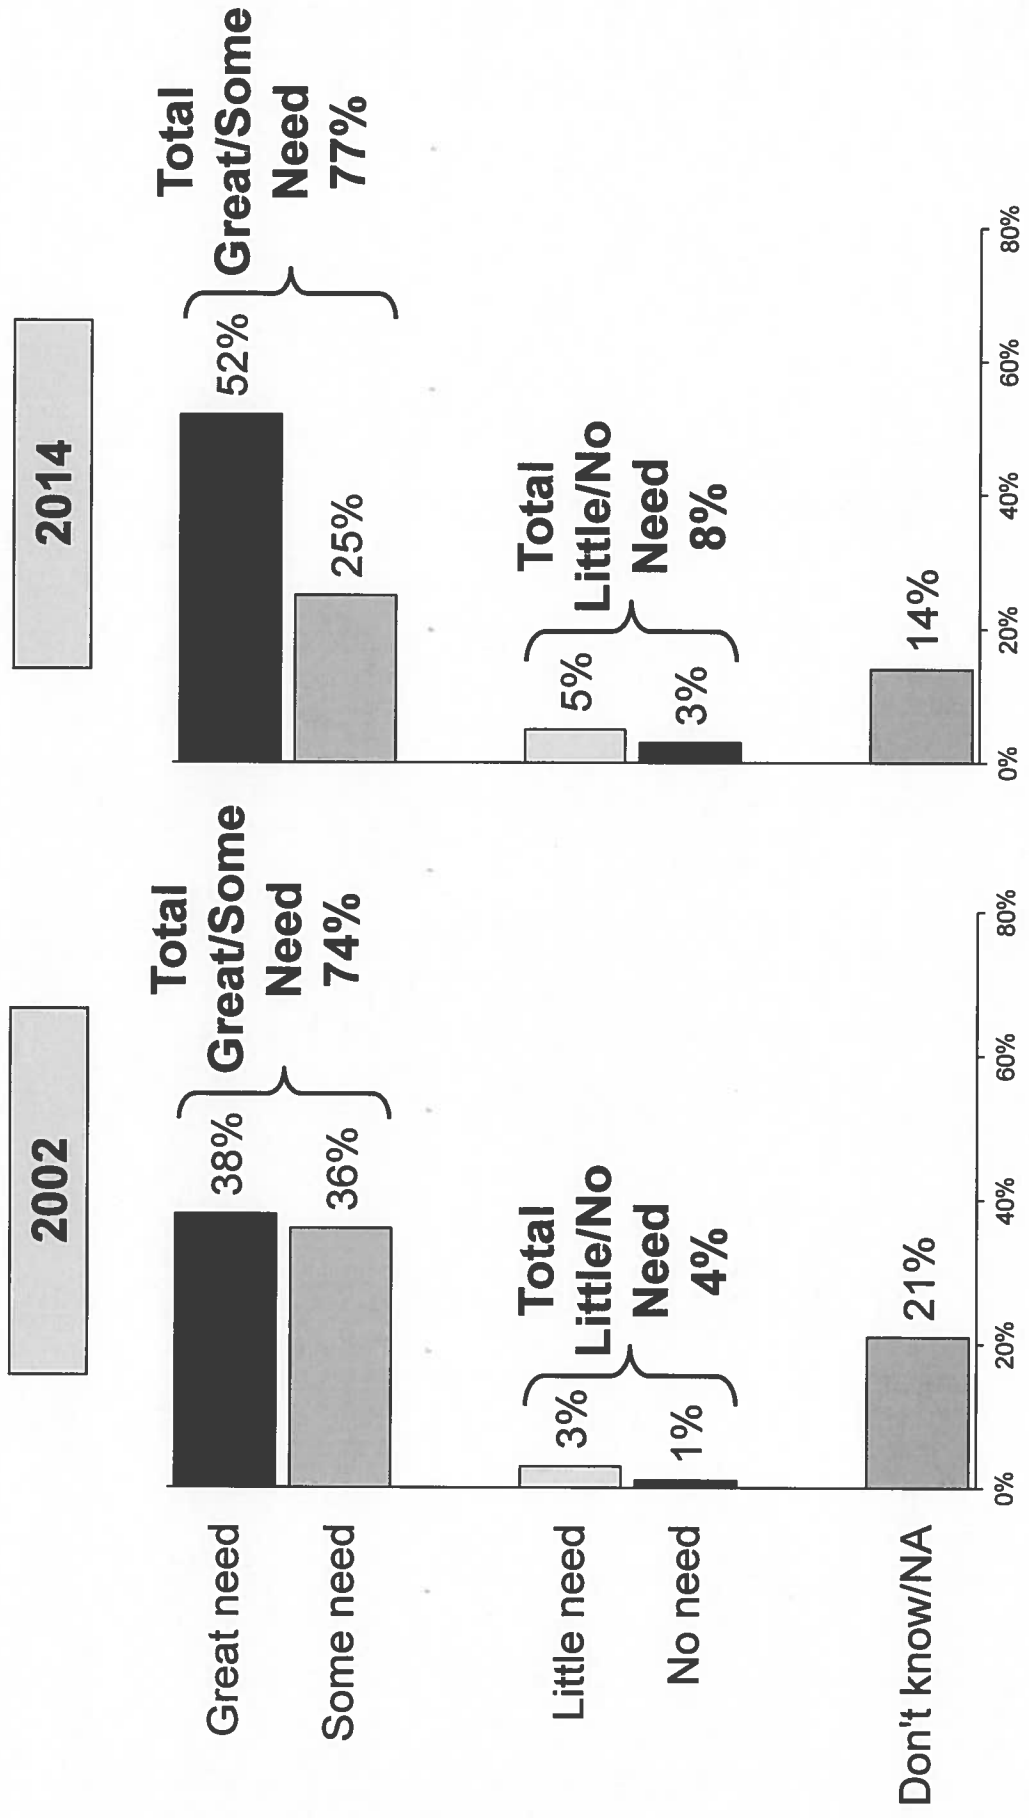 2002
2014
Great need
38%
52%
Some need
36%
25%
Total
Great/Some
Need
74%
Total
Great/Some
Need
77%
Little need
3%
5%
No need
1%
3%
Total
Little/No
Need
4%
Total
Little/No
Need
8%
Don't know/NA
21%
14%
0% 20% 40% 60% 80%
0% 20% 40% 60% 80%